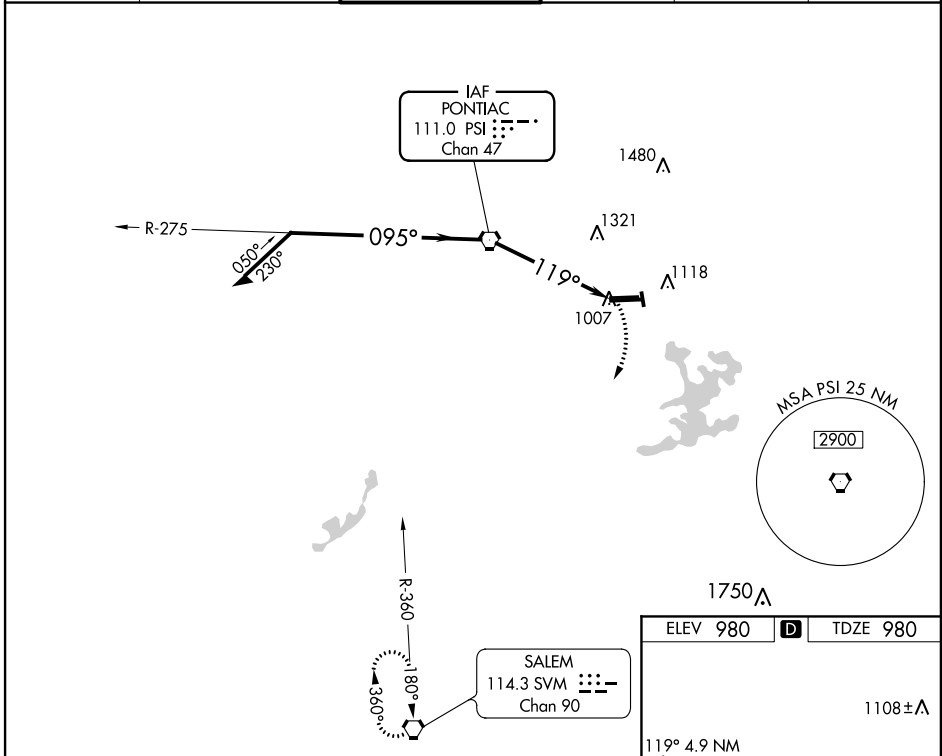 IAF
PONTIAC
111.0 PSI
Chan 47
1480
1321
R-275
095°
050°
230°
119°
1118
1007
MSA PSI 25 NM
2900
1750
R-360
ELEV 980 D TDZE 980
SALEM
114.3 SVM
Chan 90
180°
360°
1108±
119° 4.9 NM